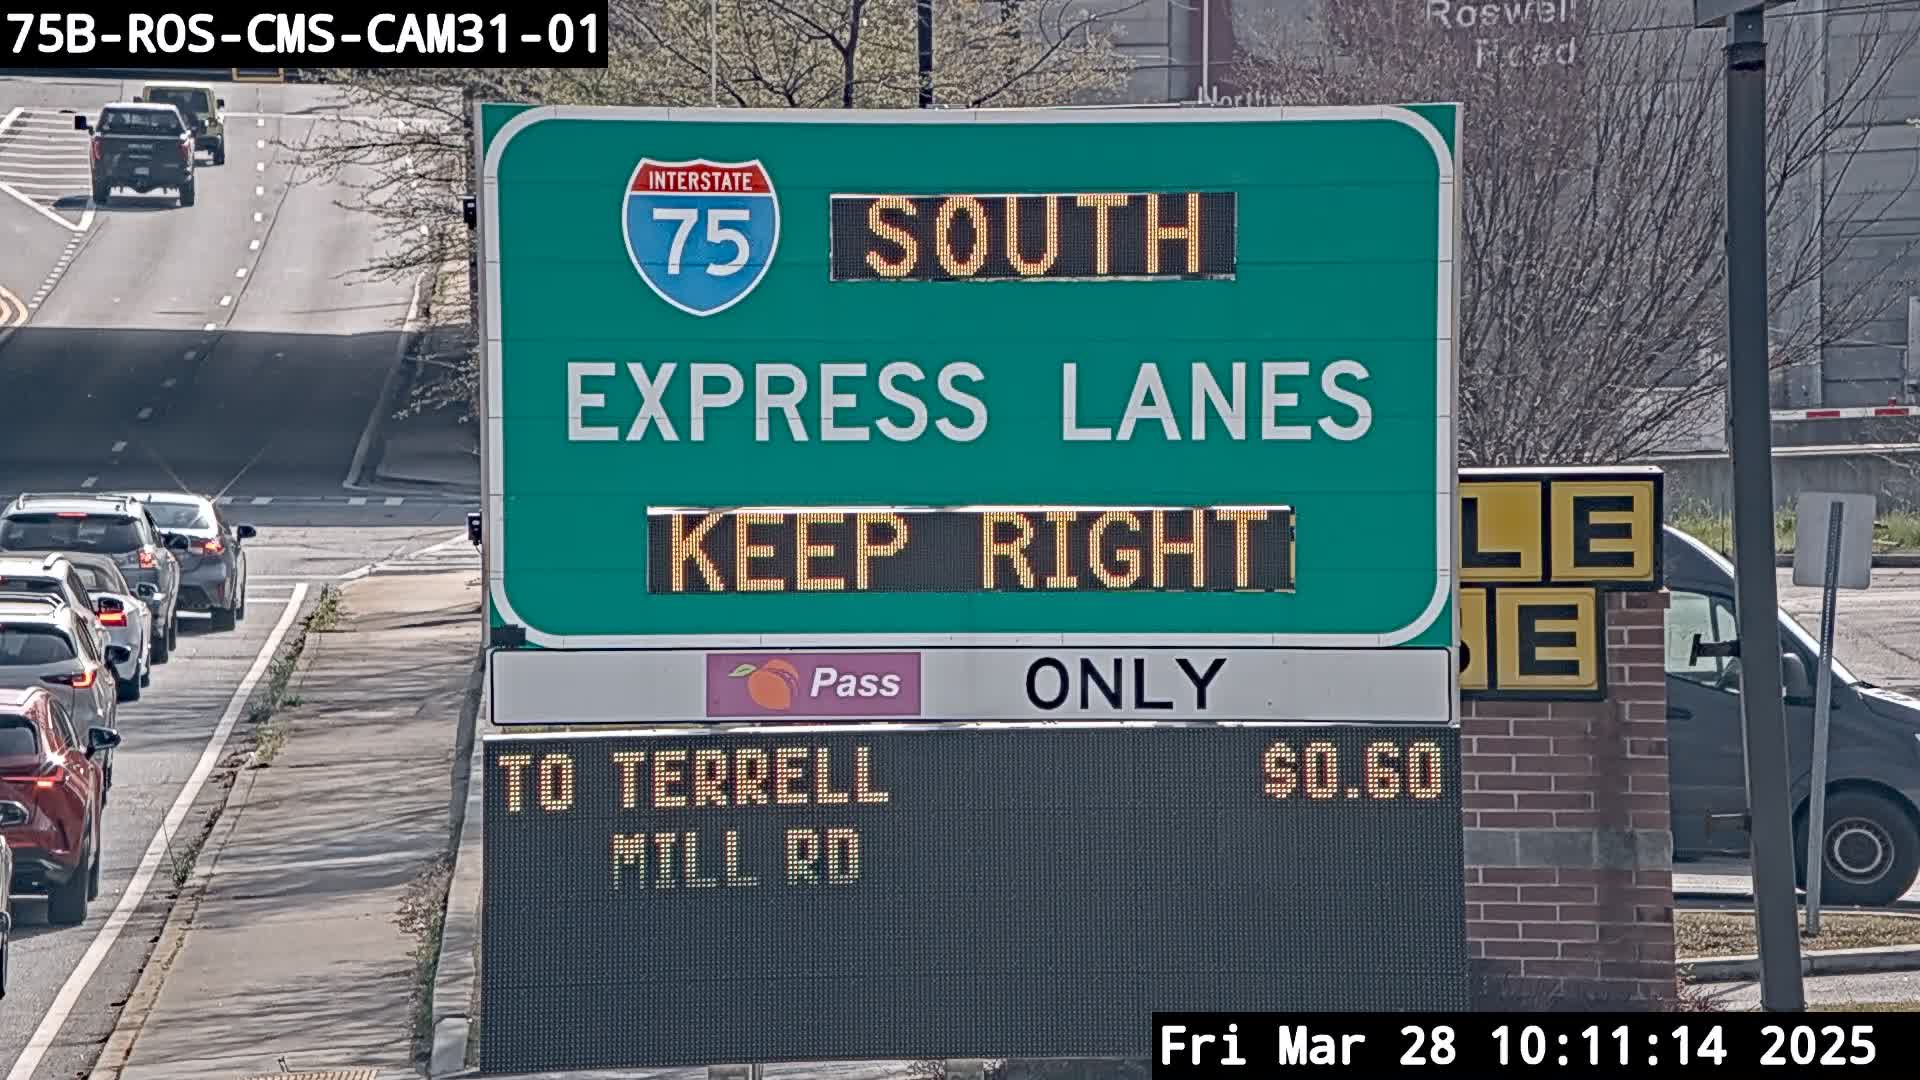 75B-ROS-CMS-CAM31-01
Roswell
Road
INTERSTATE
75
SOUTH
EXPRESS LANES
KEEP RIGHT
LE
E
Pass ONLY
TO TERRELL $0.60
MILL RD
Fri Mar 28 10:11:14 2025